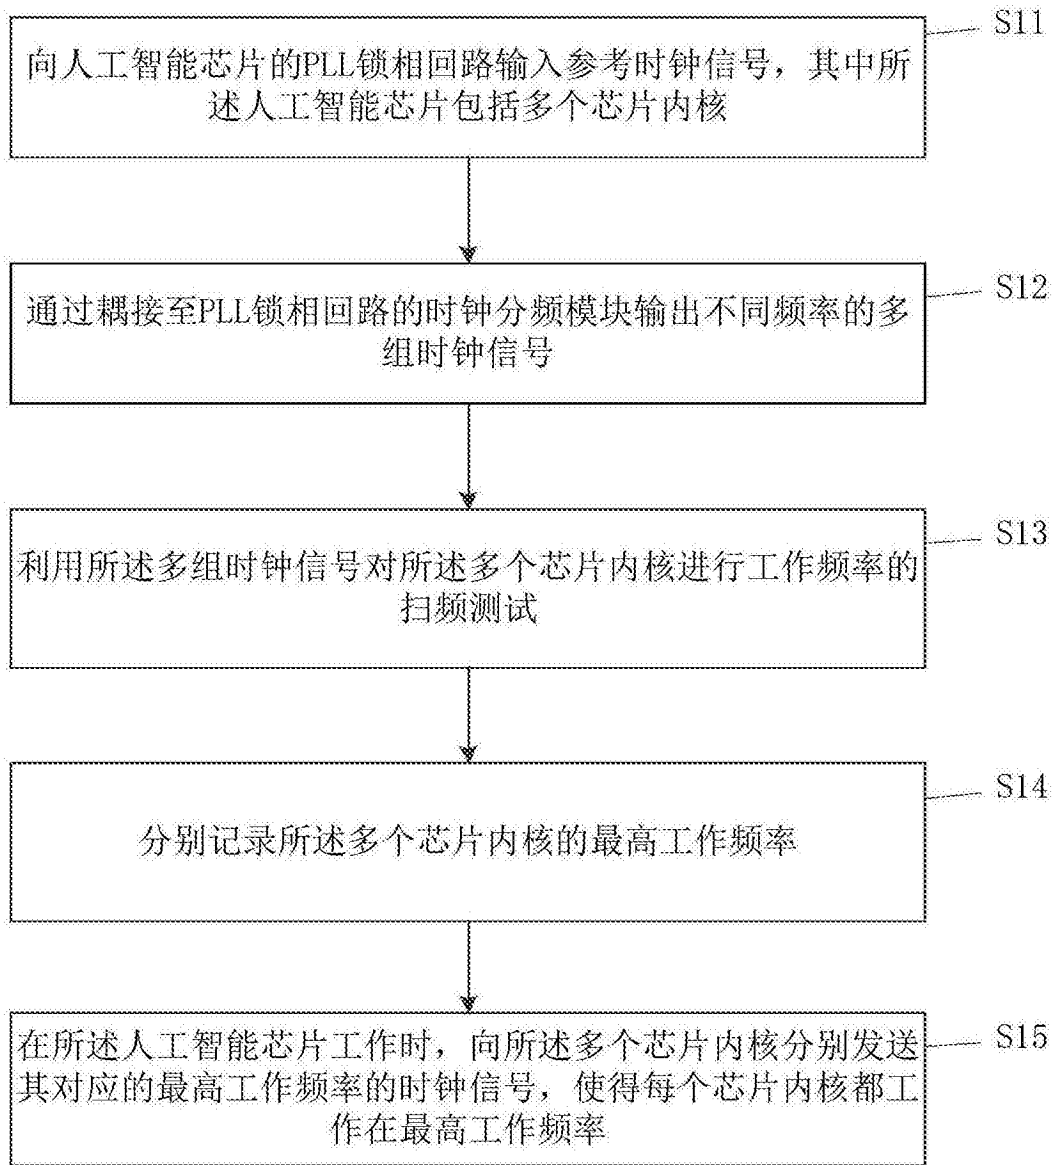 S11
向人工智能芯片的PLL锁相回路输入参考时钟信号，其中所
述人工智能芯片包括多个芯片内核
S12
通过耦接至PLL锁相回路的时钟分频模块输出不同频率的多
组时钟信号
S13
利用所述多组时钟信号对所述多个芯片内核进行工作频率的
扫频测试
S14
分别记录所述多个芯片内核的最高工作频率
S15
在所述人工智能芯片工作时，向所述多个芯片内核分别发送
其对应的最高工作频率的时钟信号，使得每个芯片内核都工
作在最高工作频率